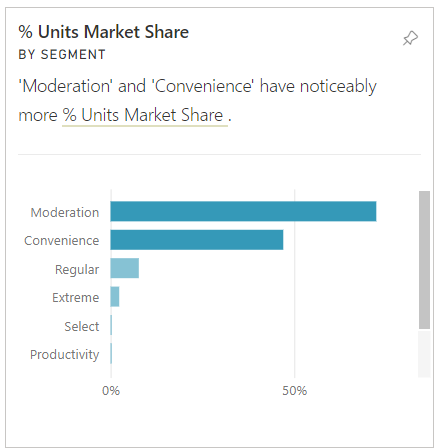 % Units Market Share
BY SEGMENT
'Moderation' and 'Convenience' have noticeably
more % Units Market Share .
Moderation
Convenience
Regular
Extreme
Select
Productivity
0% 50%